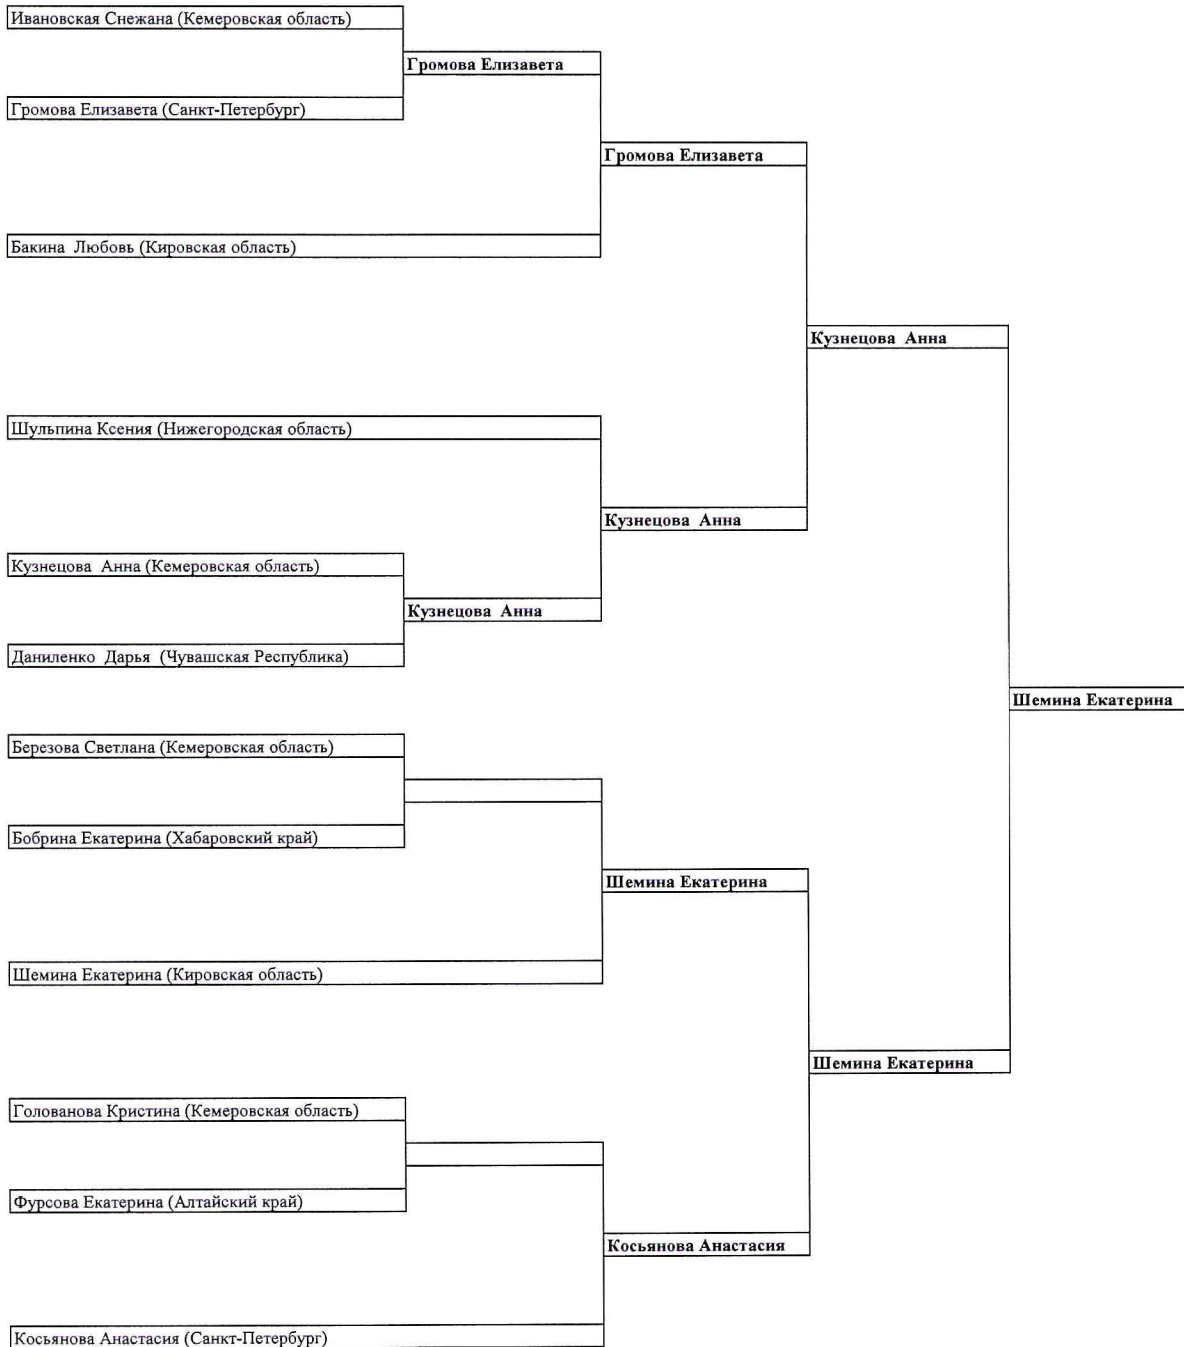 Ивановская Снежана (Кемеровская область)
Громова Елизавета
Громова Елизавета (Санкт-Петербург)
Громова Елизавета
Бакина Любовь (Кировская область)
Кузнецова Анна
Шульпина Ксения (Нижегородская область)
Кузнецова Анна
Кузнецова Анна (Кемеровская область)
Кузнецова Анна
Даниленко Дарья (Чувашская Республика)
Шемина Екатерина
Березова Светлана (Кемеровская область)
Бобрина Екатерина (Хабаровский край)
Шемина Екатерина
Шемина Екатерина (Кировская область)
Шемина Екатерина
Голованова Кристина (Кемеровская область)
Фурсова Екатерина (Алтайский край)
Косьянова Анастасия
Косьянова Анастасия (Санкт-Петербург)